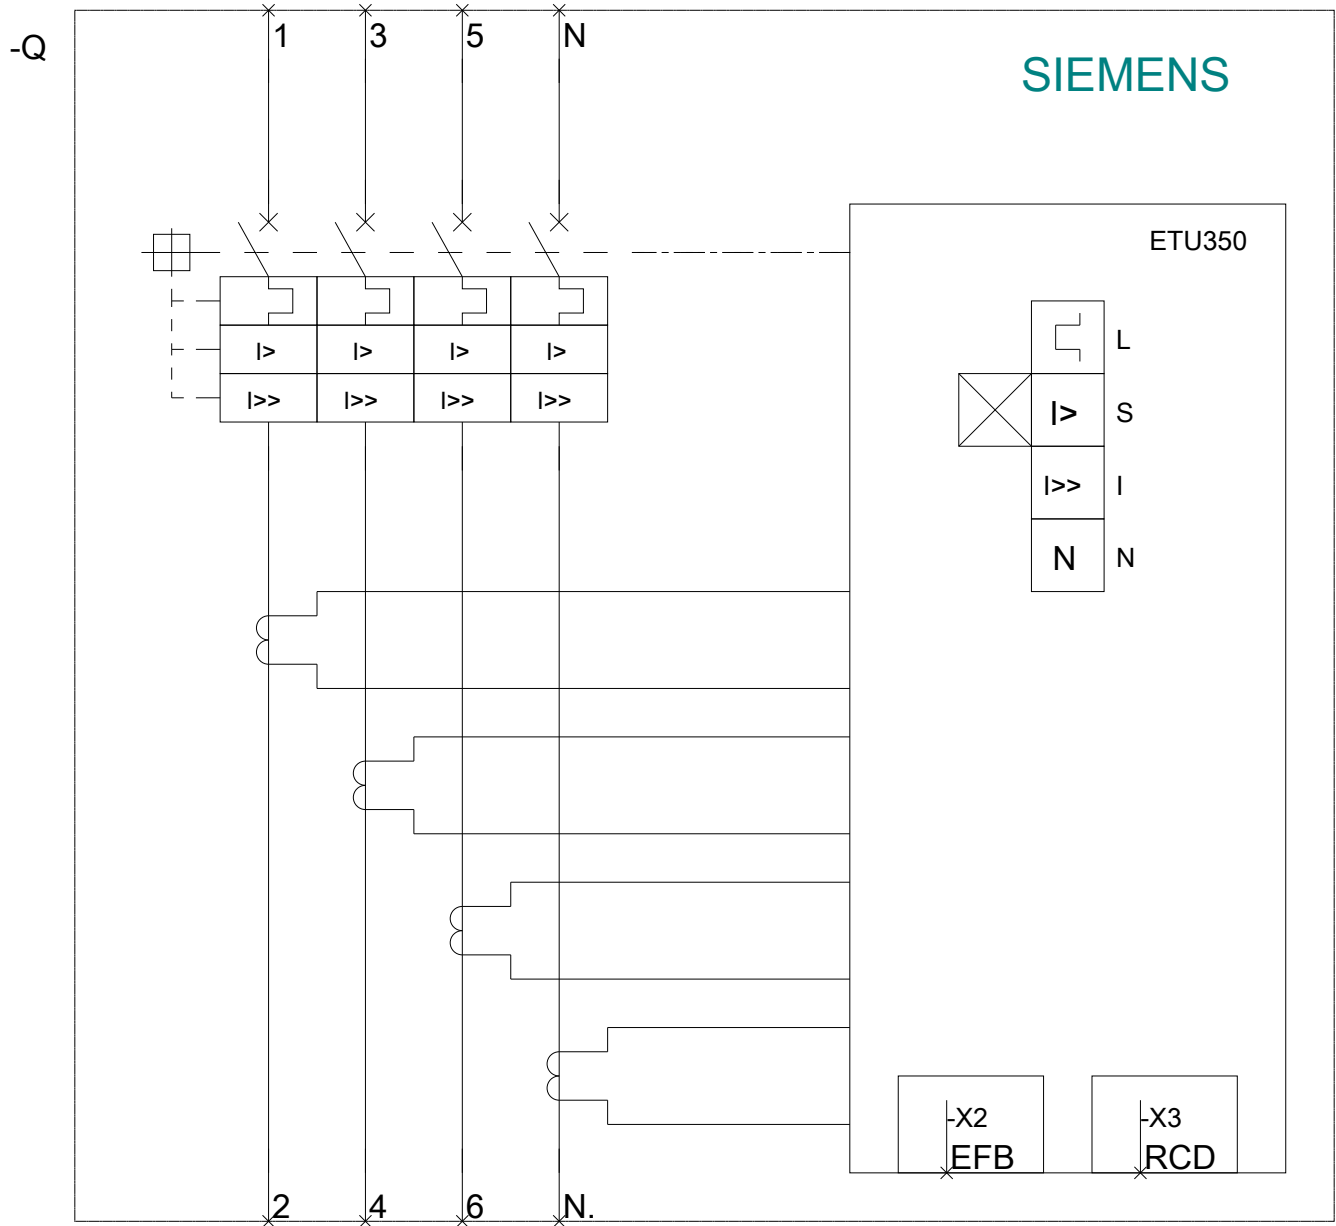 1 3 5 N
-Q
SIEMENS
ETU350
L
I> I> I> I>
I>> I>> I>> I>>
I> S
I>> I
N N
-X2 -X3
EFB RCD
2 4 6 N.